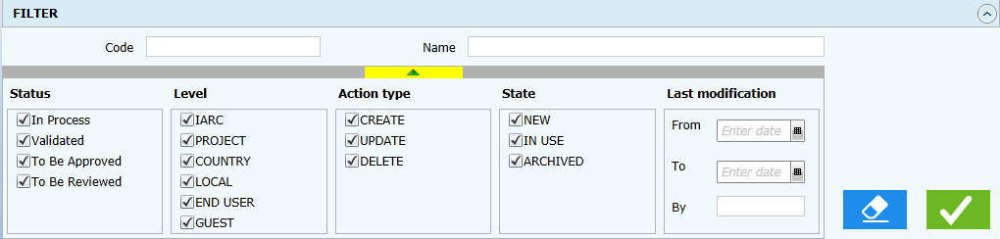 FILTER
Code
Name
Status
In Process
Validated
To Be Approved
To Be Reviewed
Level
IARC
PROJECT
COUNTRY
LOCAL
END USER
GUEST
Action type
CREATE
UPDATE
DELETE
State
NEW
IN USE
ARCHIVED
Last modification
From Enter date
To Enter date
By